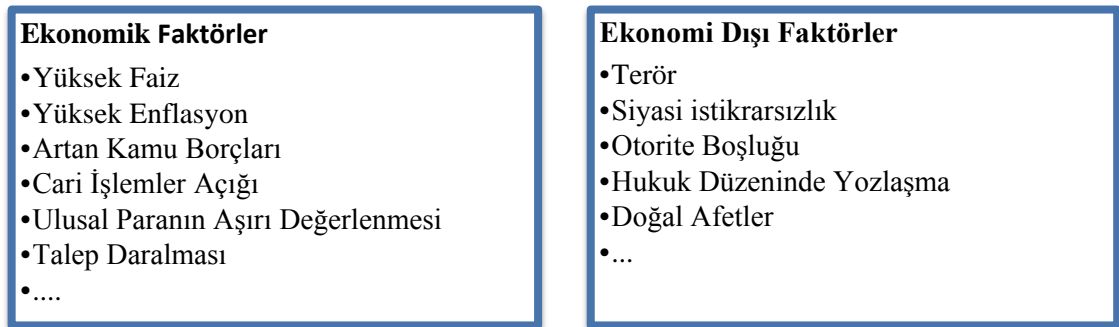 Ekonomik Faktörler
•Yüksek Faiz
•Yüksek Enflasyon
•Artan Kamu Borçları
•Cari İşlemler Açığı
•Ulusal Paranın Aşırı Değerlenmesi
•Talep Daralması
•....
Ekonomi Dışı Faktörler
•Terör
•Siyasi istikrarsızlık
•Otorite Boşluğu
•Hukuk Düzeninde Yozlaşma
•Doğal Afetler
•...